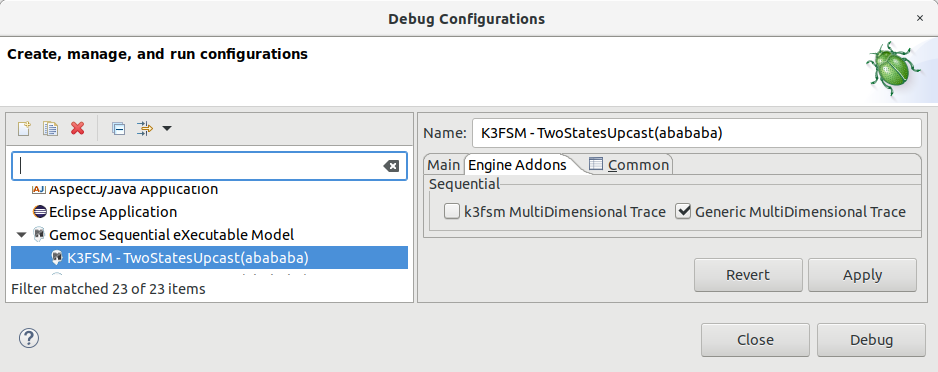 Debug Configurations
Create, manage, and run configurations
AspectJ/Java Application
Eclipse Application
Gemoc Sequential eXecutable Model
K3FSM - TwoStatesUpcast(abababa)
Filter matched 23 of 23 items
Name: K3FSM - TwoStatesUpcast(abababa)
Main Engine Addons Common
Sequential
k3fsm MultiDimensional Trace Generic MultiDimensional Trace
Revert Apply
Close Debug